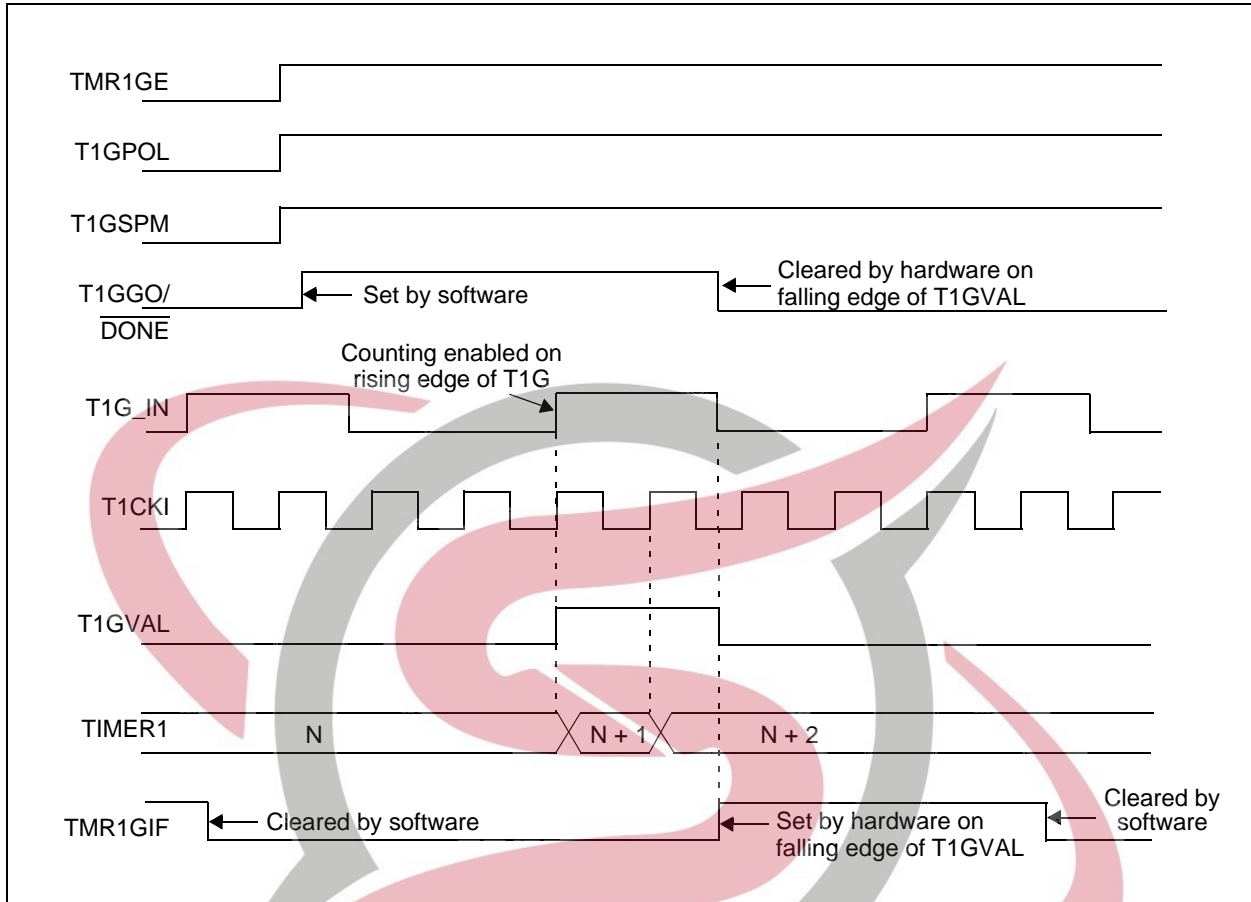 TMR1GE
T1GPOL
T1GSPM
T1GGO/
DONE
Set by software
Cleared by hardware on
falling edge of T1GVAL
Counting enabled on
rising edge of T1G
T1G_IN
T1CKI
T1GVAL
TIMER1
N
N + 1
N + 2
TMR1GIF
Cleared by software
Set by hardware on
falling edge of T1GVAL
Cleared by
software